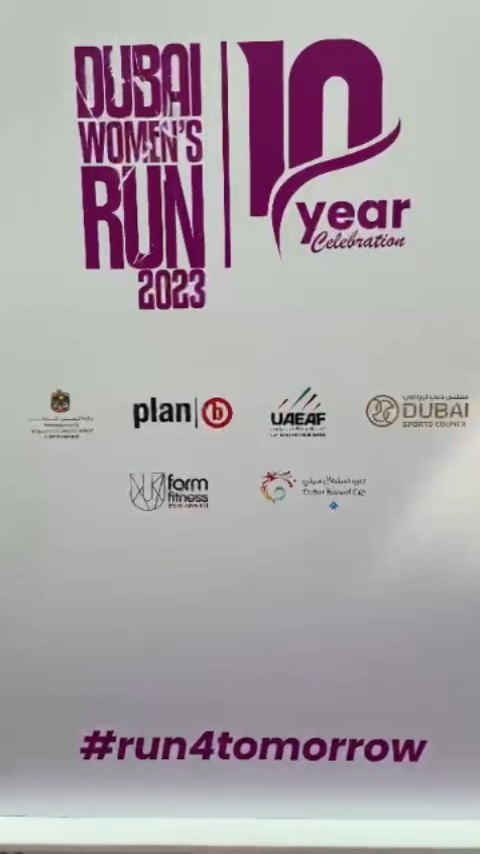 DUBAI
WOMEN'S
RUN
2023
10
year
Celebration
plan b
UAEAF
DUBAI
SPORTS COUNCIL
form
fitness
#run4tomorrow